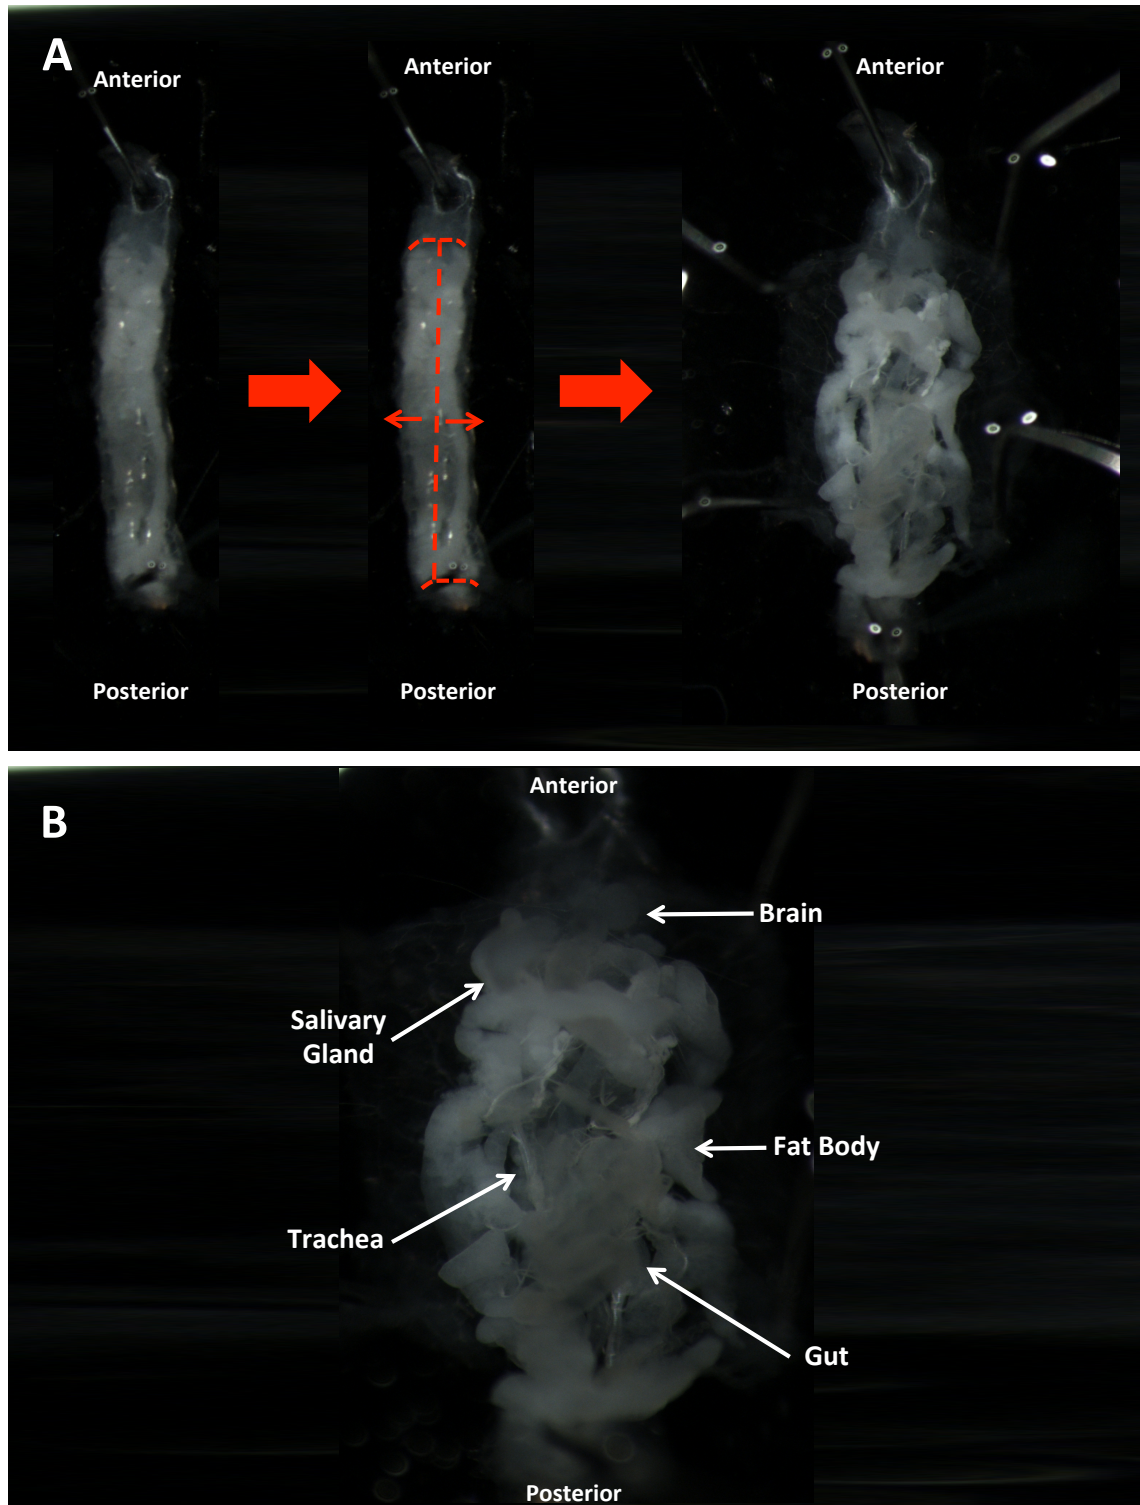 A
Anterior
Anterior
Anterior
Posterior
Posterior
Posterior
B
Anterior
Brain
Salivary
Gland
Fat Body
Trachea
Gut
Posterior